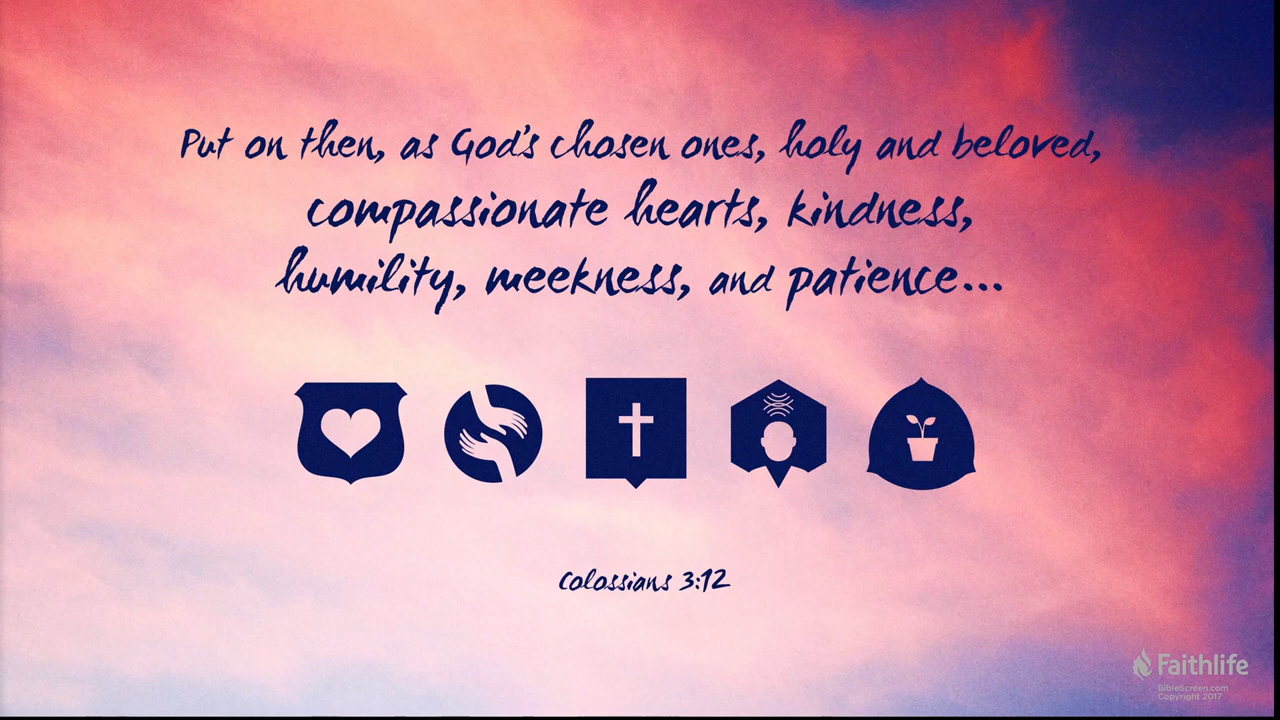 Put on then, as God's chosen ones, holy and beloved,
compassionate hearts, kindness,
humility, meekness, and patience...
Colossians 3:12
Faithlife
BibleScreen.com
Copyright 2017